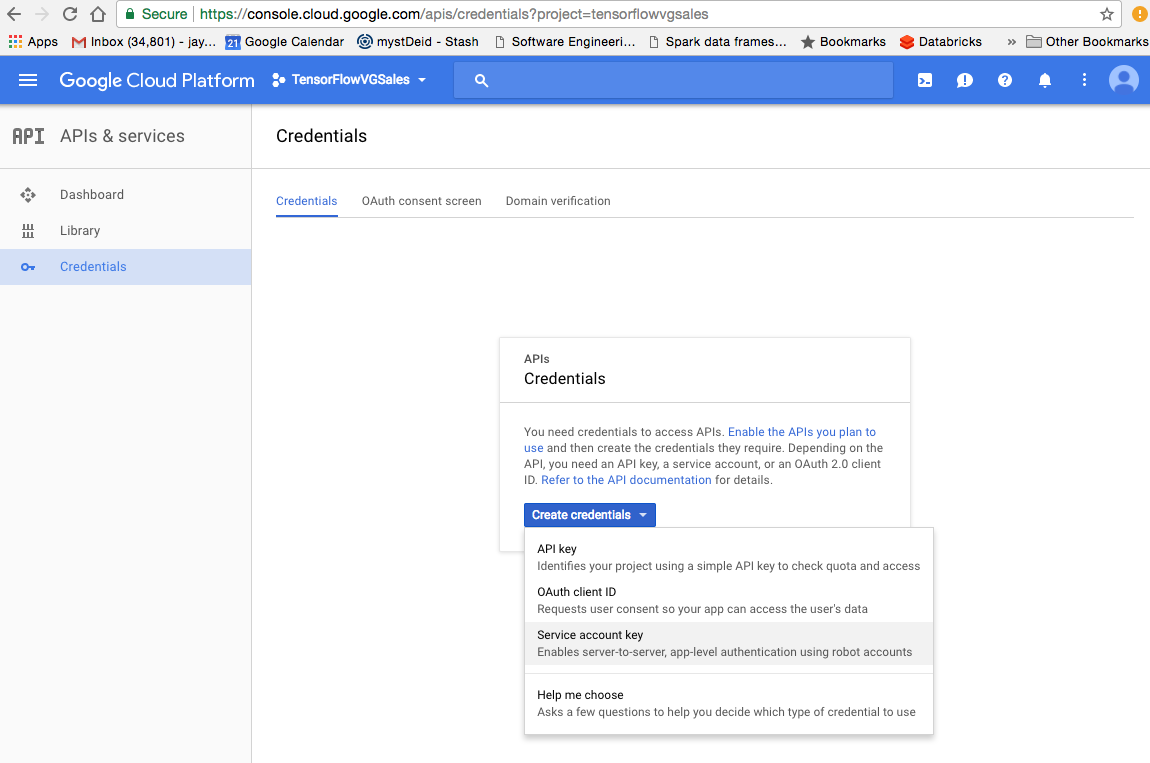 Secure https://console.cloud.google.com/apis/credentials?project=tensorflowvgsales
Apps Inbox (34,801) - jay... 21 Google Calendar mystDeid - Stash Software Engineeri... Spark data frames... Bookmarks Databricks » Other Bookmarks
Google Cloud Platform TensorFlowVGSales
API APIs & services
Credentials
Dashboard
Library
Credentials
Credentials OAuth consent screen Domain verification
APIs
Credentials
You need credentials to access APIs. Enable the APIs you plan to
use and then create the credentials they require. Depending on the
API, you need an API key, a service account, or an OAuth 2.0 client
ID. Refer to the API documentation for details.
Create credentials
API key
Identifies your project using a simple API key to check quota and access
OAuth client ID
Requests user consent so your app can access the user's data
Service account key
Enables server-to-server, app-level authentication using robot accounts
Help me choose
Asks a few questions to help you decide which type of credential to use